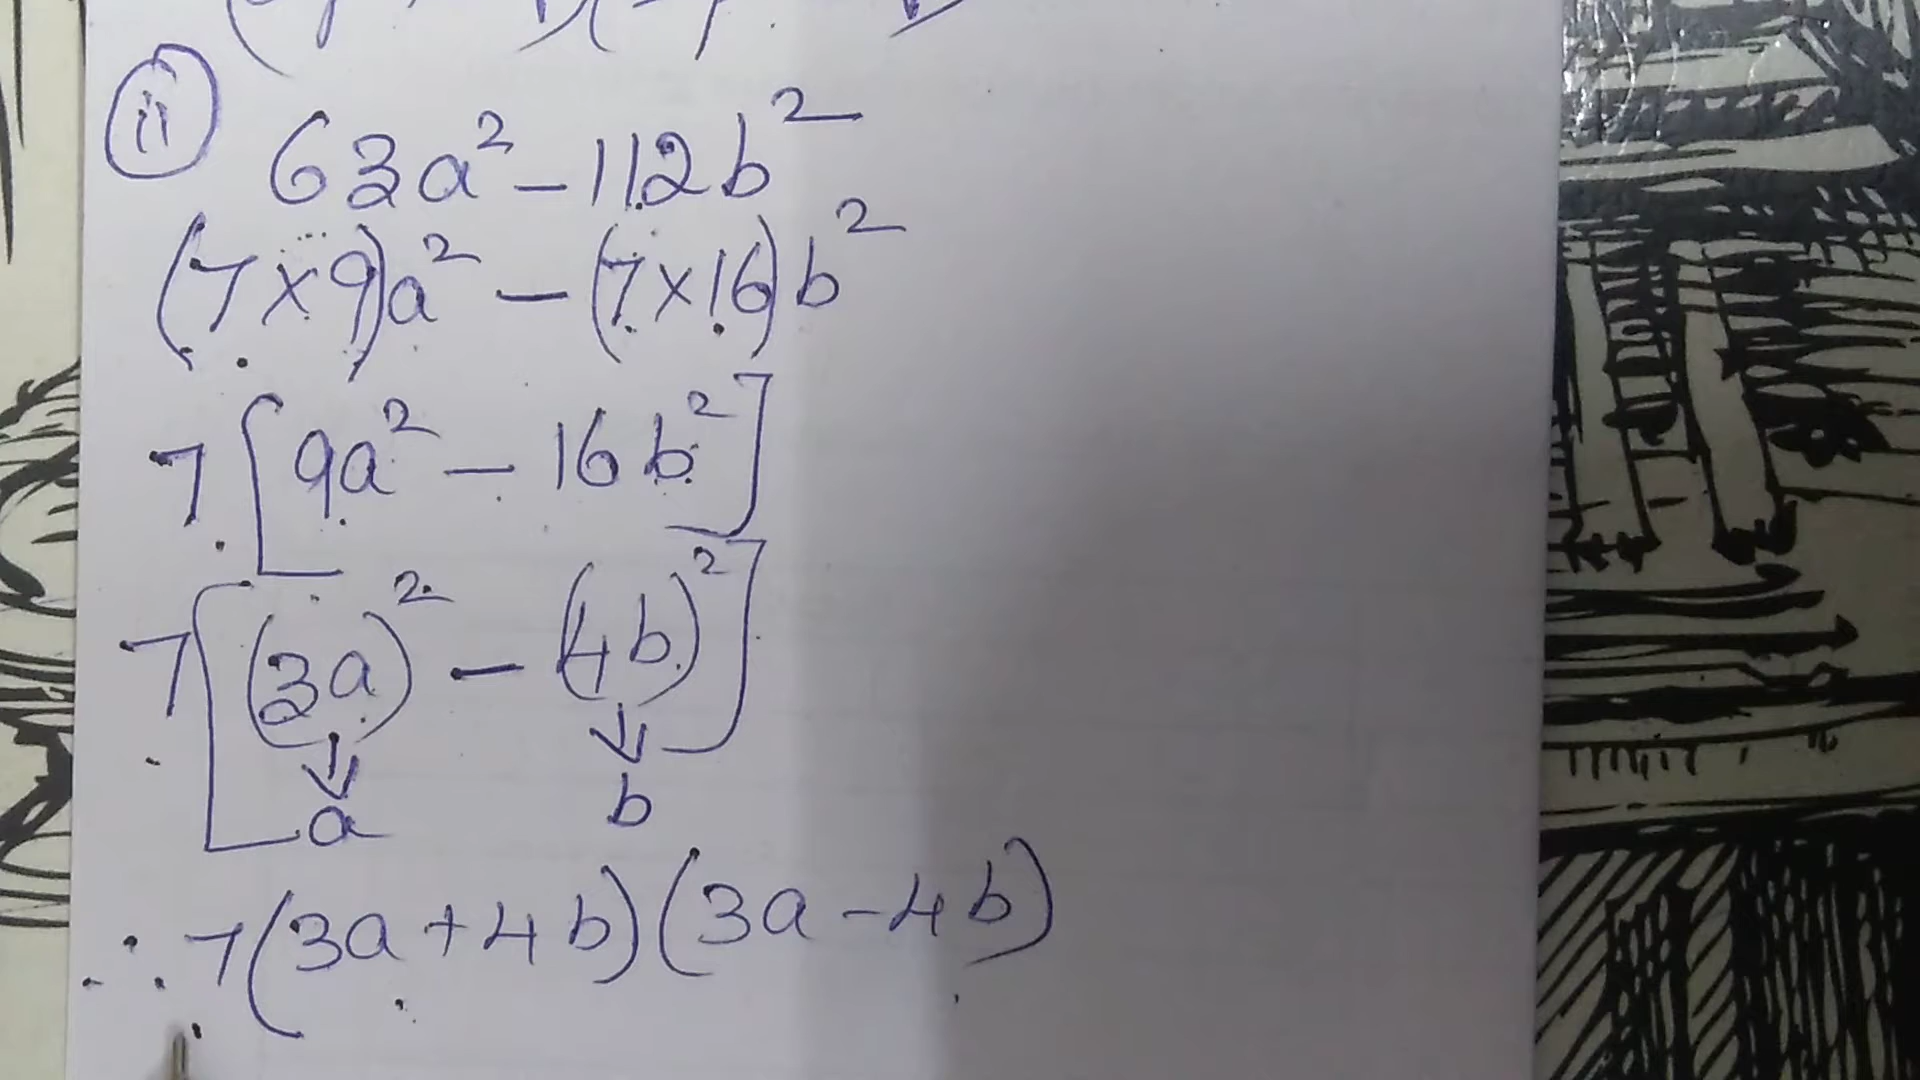 (ii) 63a² - 112b²
(7×9)a² - (7×16)b²
7[9a² - 16b²]
7[(3a)² - (4b)²]
↓ ↓
a b
∴ 7(3a+4b)(3a-4b)